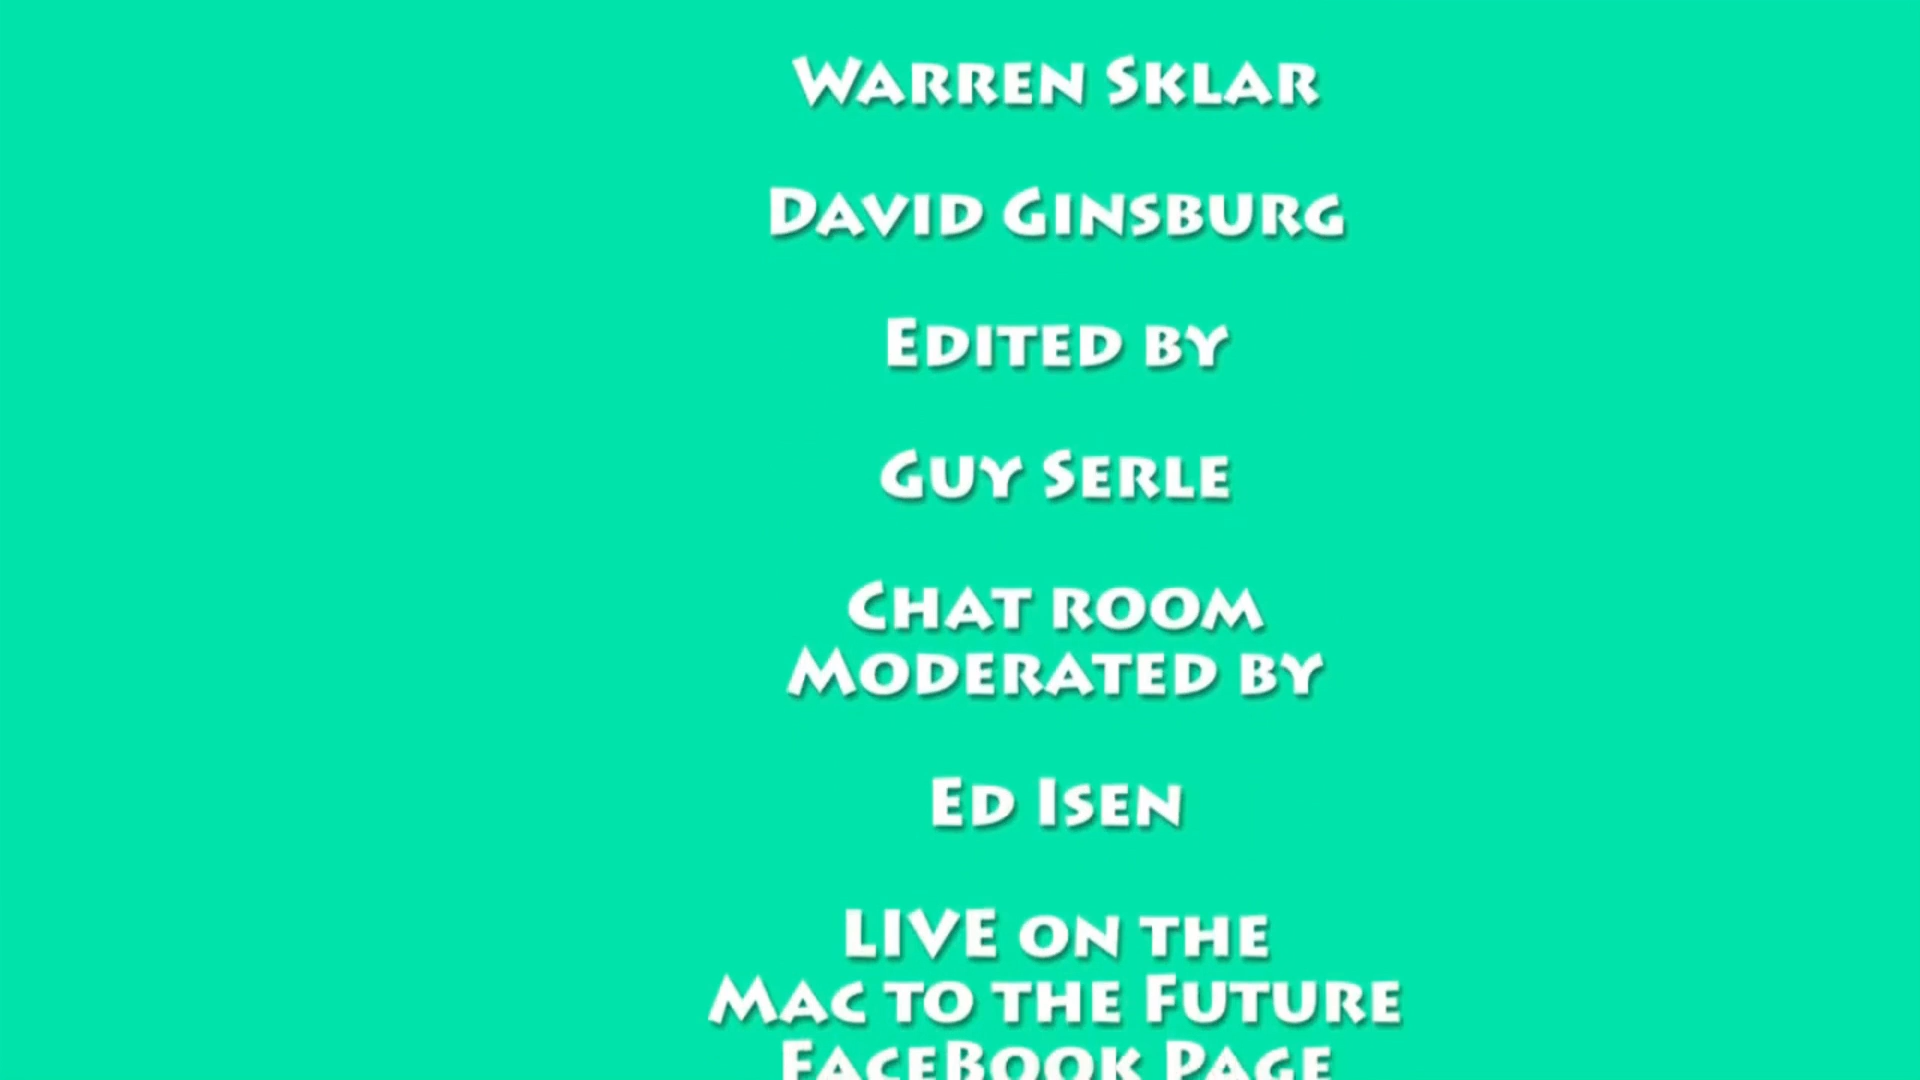 Warren Sklar
David Ginsburg
Edited by
Guy Serle
Chat room
Moderated by
Ed Isen
LIVE on the
Mac to the Future
FaceBook Page